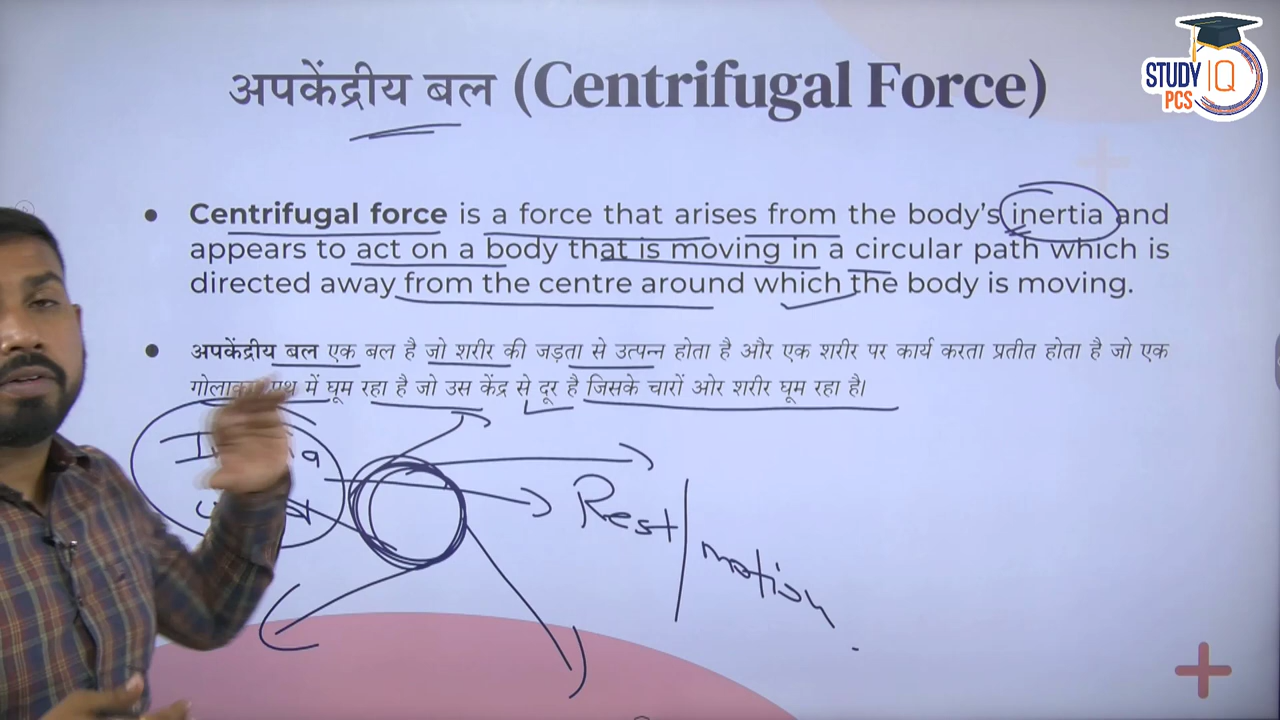 अपकेंद्रीय बल (Centrifugal Force)
STUDY IQ
PCS
• Centrifugal force is a force that arises from the body's inertia and
appears to act on a body that is moving in a circular path which is
directed away from the centre around which the body is moving.
• अपकेंद्रीय बल एक बल है जो शरीर की जड़ता से उत्पन्न होता है और एक शरीर पर कार्य करता प्रतीत होता है जो एक
गोलाकार पथ में घूम रहा है जो उस केंद्र से दूर है जिसके चारों ओर शरीर घूम रहा है।
Rest/motion